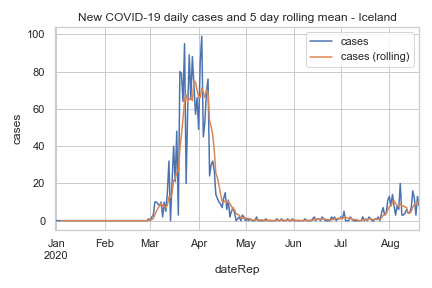 New COVID-19 daily cases and 5 day rolling mean - Iceland
cases
cases (rolling)
100
80
60
40
20
0
cases
Jan Feb Mar Apr May Jun Jul Aug
2020
dateRep